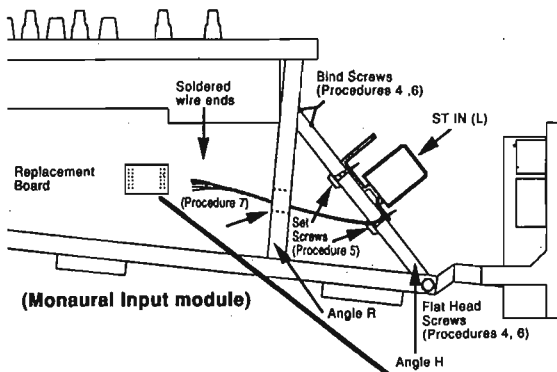 Soldered
wire ends
Bind Screws
(Procedures 4 ,6)
ST IN (L)
Replacement
Board
(Procedure 7)
Set
Screws
(Procedure 5)
(Monaural Input module)
Angle R
Flat Head
Screws
(Procedures 4, 6)
Angle H